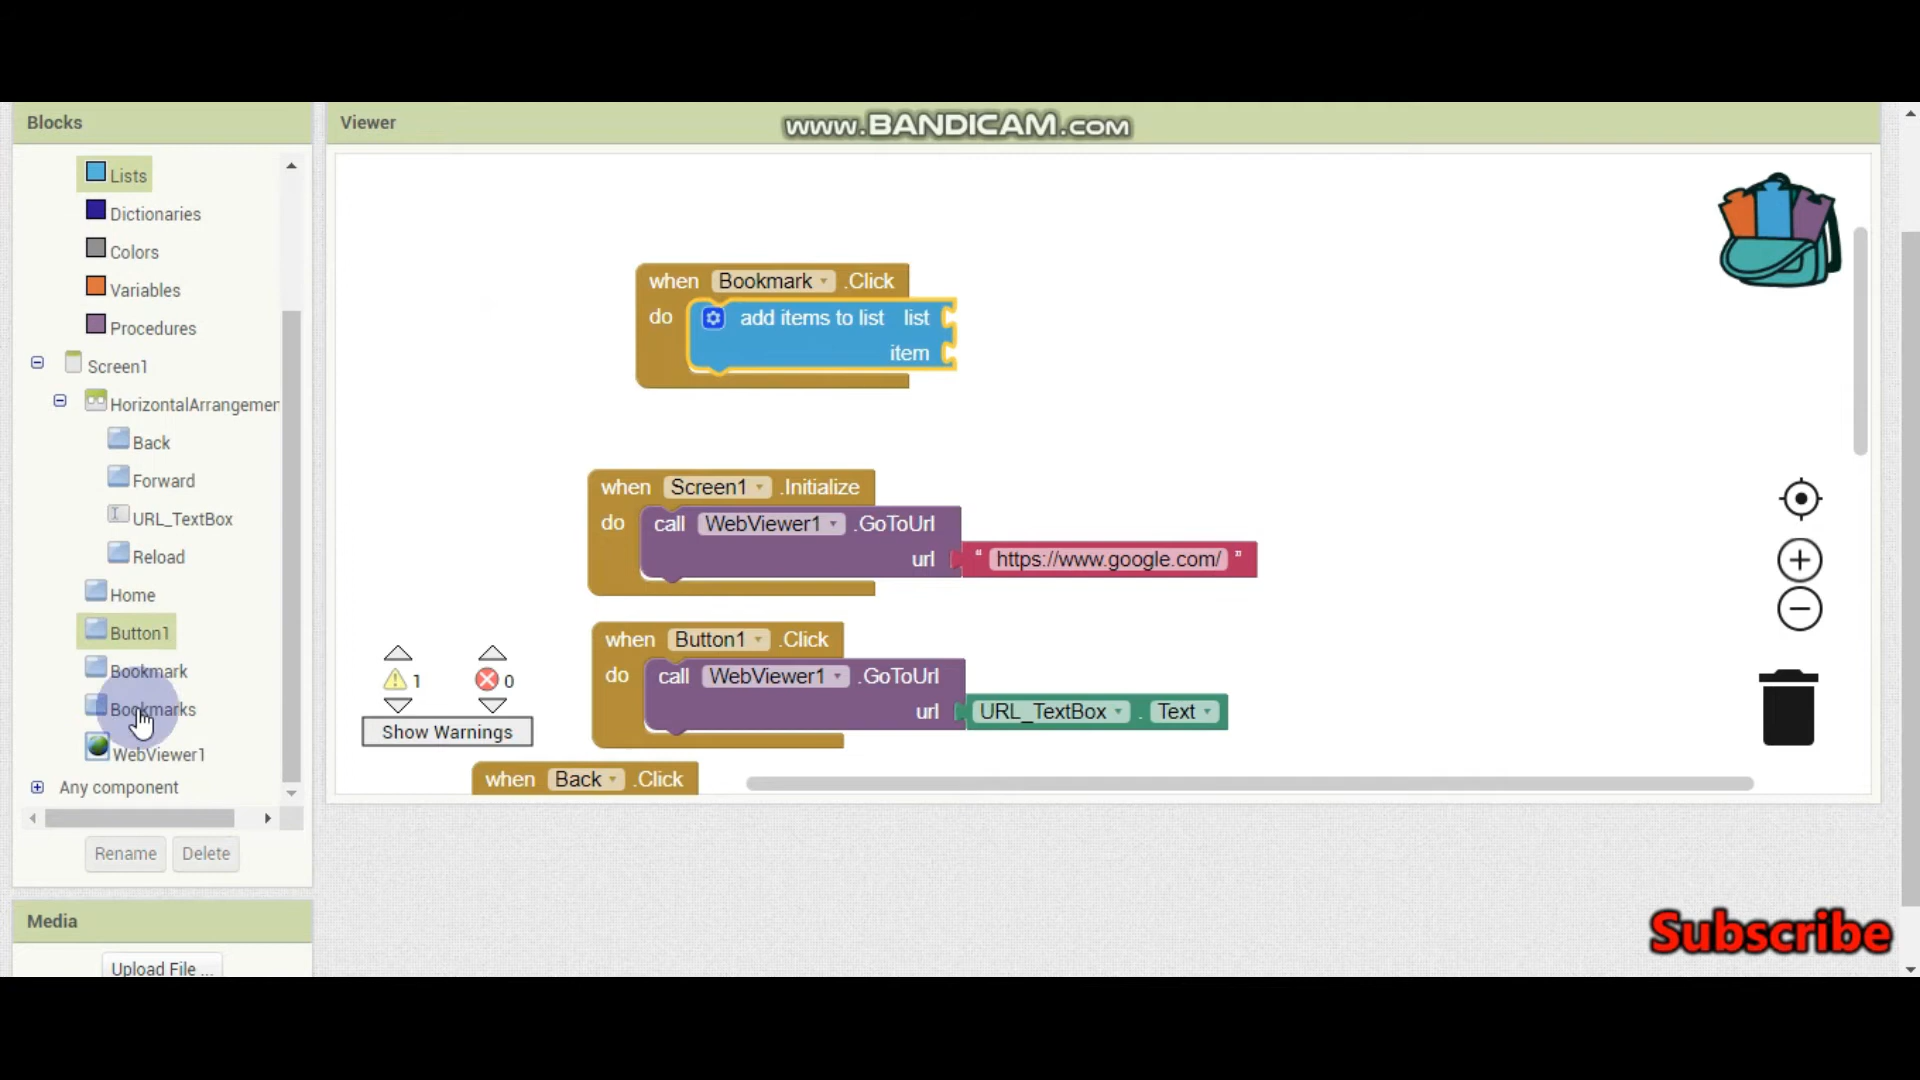 Blocks
Viewer
www.BANDICAM.com
Lists
Dictionaries
Colors
Variables
Procedures
Screen1
HorizontalArrangemer
Back
Forward
URL_TextBox
Reload
Home
Button1
Bookmark
Bookmarks
WebViewer1
Any component
Rename Delete
Media
Upload File ...
when Bookmark .Click
do add items to list list
item
when Screen1 .Initialize
do call WebViewer1 .GoToUrl
url " https://www.google.com/ "
when Button1 .Click
do call WebViewer1 .GoToUrl
url URL_TextBox . Text
when Back .Click
1 0
Show Warnings
Subscribe